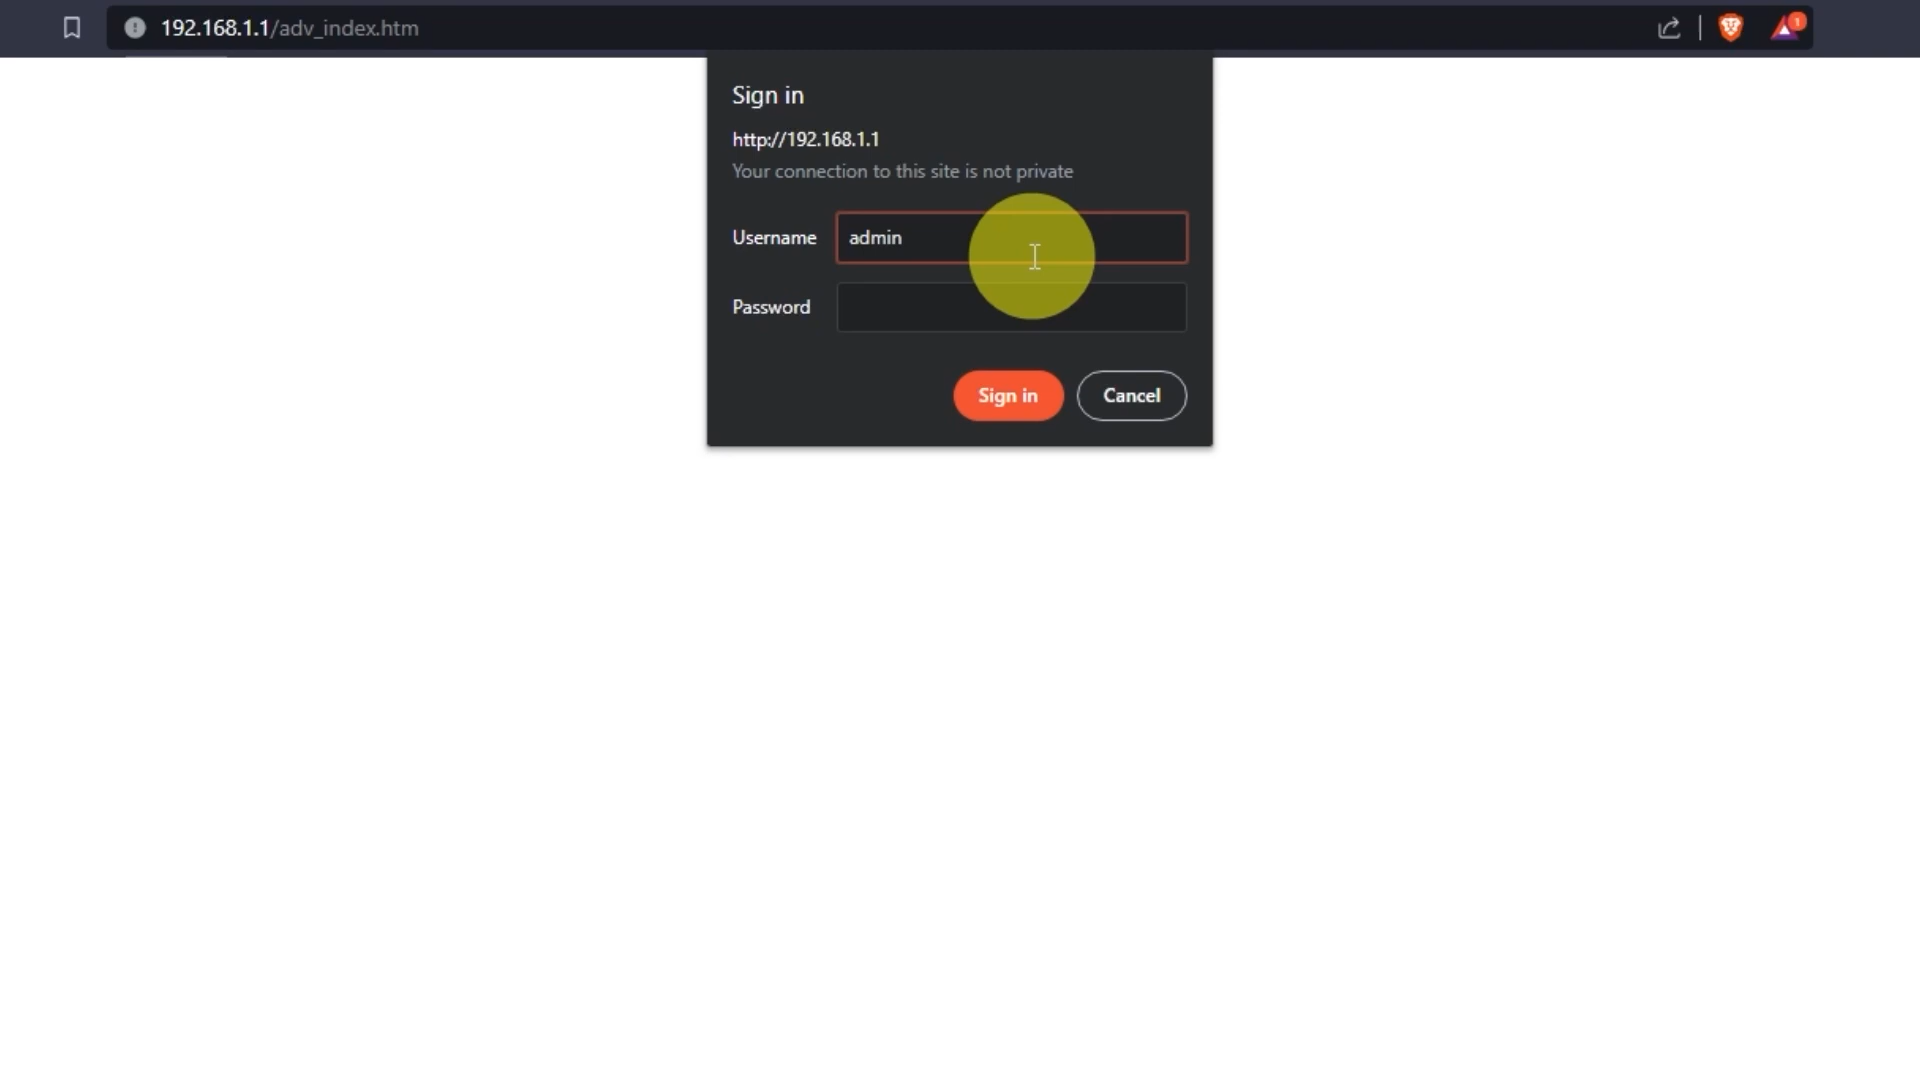 192.168.1.1/adv_index.htm
1
Sign in
http://192.168.1.1
Your connection to this site is not private
Username admin
Password
Sign in Cancel